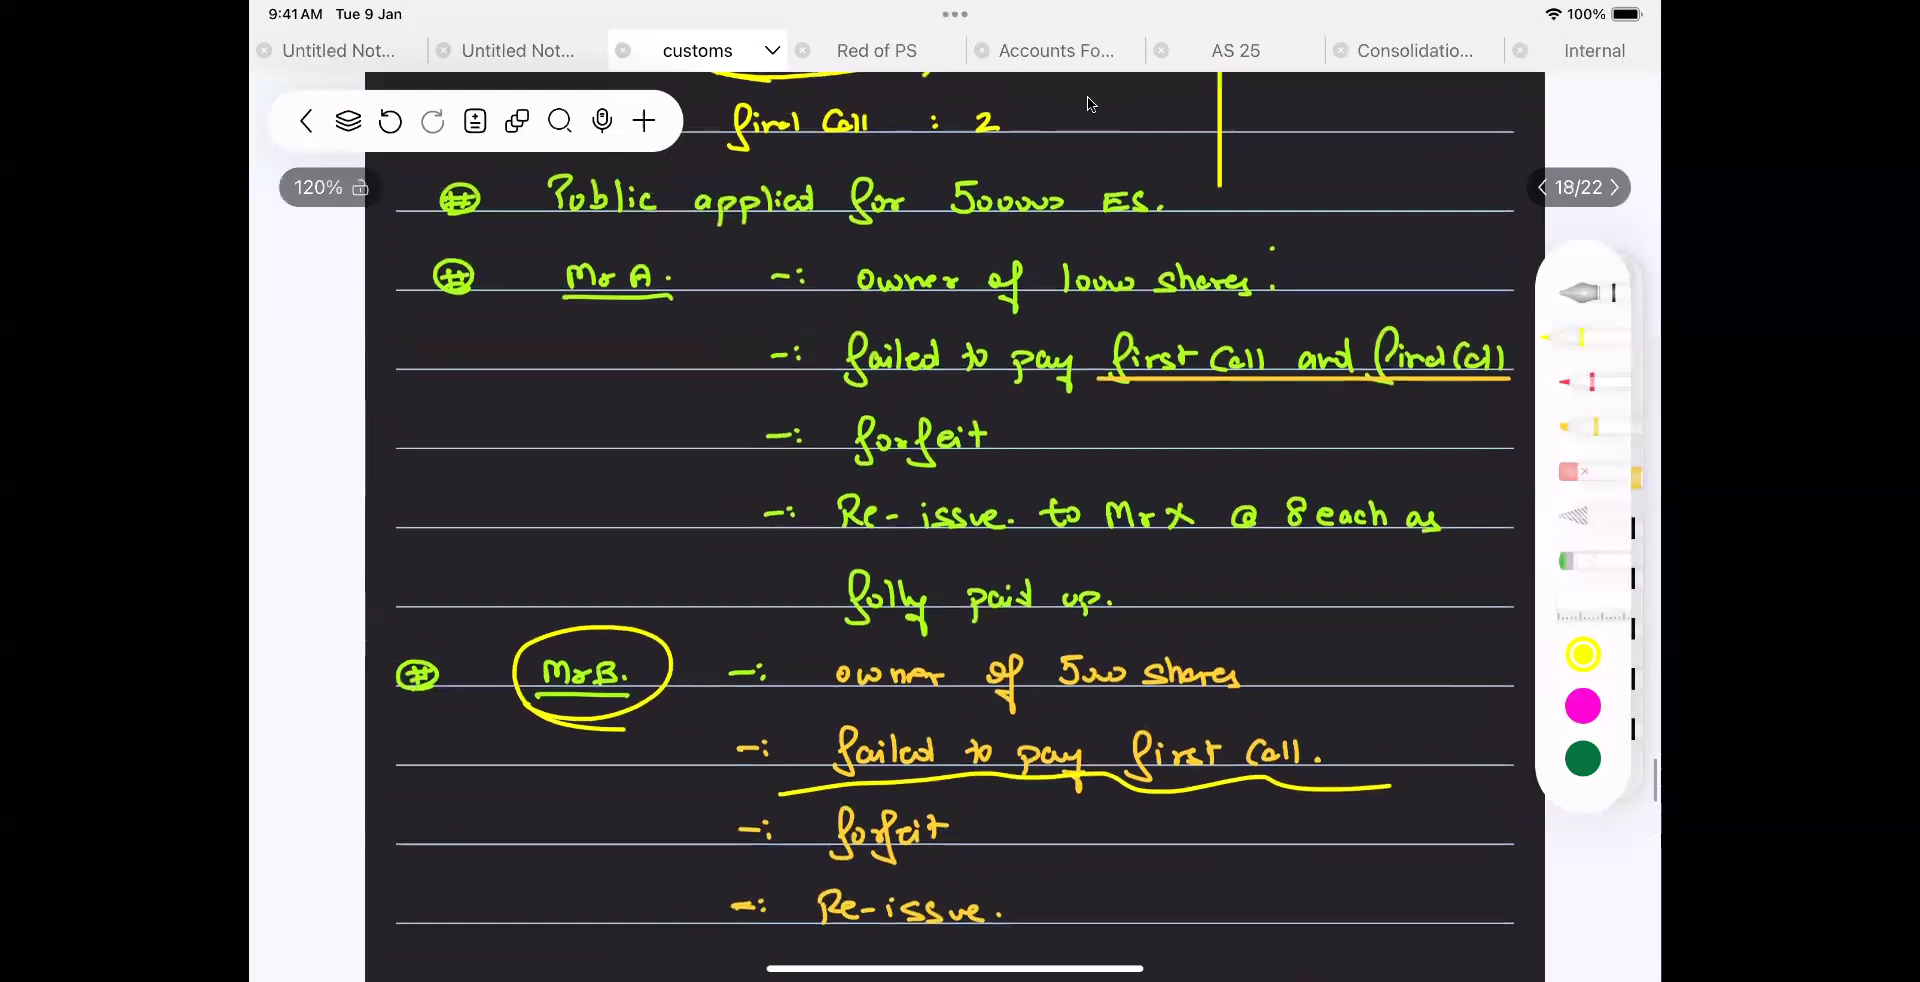 9:41 AM Tue 9 Jan
100%
Untitled Not... Untitled Not... customs Red of PS Accounts Fo... AS 25 Consolidatio... Internal
final Call : 2
120%
18/22
# Public applied for 500000 ES.
# Mr A. -: owner of 10000 shares.
-: failed to pay first Call and final Call
-: forfeit
-: Re-issue. to Mr X @ 8 each as
fully paid up.
# Mr B. -: owner of 500 shares
-: failed to pay first Call.
-: forfeit
-: Re-issue.